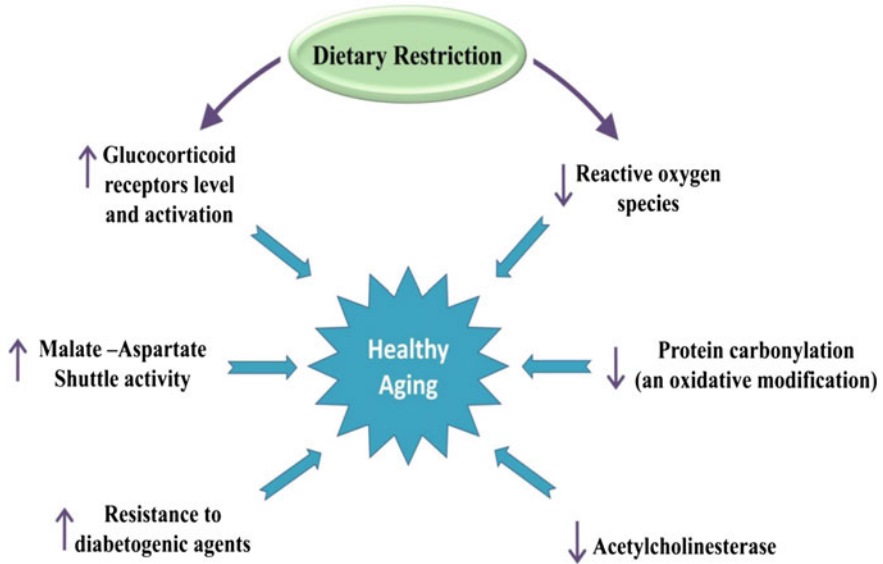 Dietary Restriction
↑ Glucocorticoid
receptors level
and activation
↓ Reactive oxygen
species
↑ Malate –Aspartate
Shuttle activity
Healthy
Aging
↓ Protein carbonylation
(an oxidative modification)
↑ Resistance to
diabetogenic agents
↓ Acetylcholinesterase